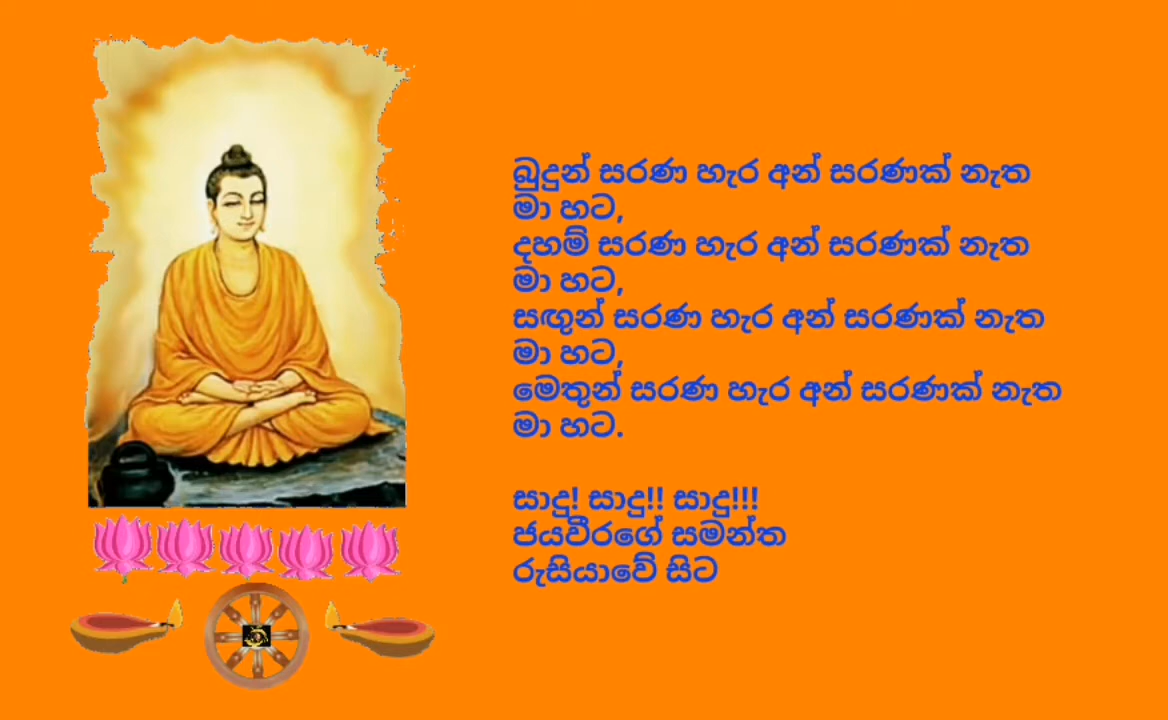 බුදුන් සරණ හැර අන් සරණක් නැත
මා හට,
දහම් සරණ හැර අන් සරණක් නැත
මා හට,
සඟුන් සරණ හැර අන් සරණක් නැත
මා හට,
මෙතුන් සරණ හැර අන් සරණක් නැත
මා හට.
සාදු! සාදු!! සාදු!!!
ජයවීරගේ සමන්ත
රුසියාවේ සිට